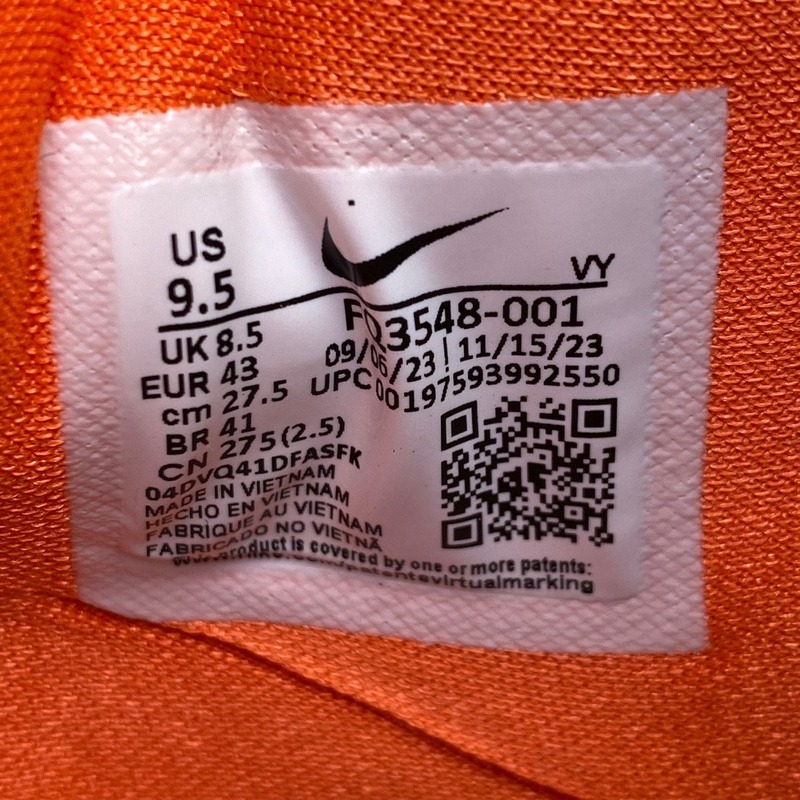 US
9.5
VY
UK 8.5
EUR 43
cm 27.5
BR 41
CN 275(2.5)
FQ3548-001
09/06/23 | 11/15/23
UPC 00197593992550
04DVQ41DFASFK
MADE IN VIETNAM
HECHO EN VIETNAM
FABRIQUE AU VIETNAM
FABRICADO NO VIETNÃ
product is covered by one or more patents: